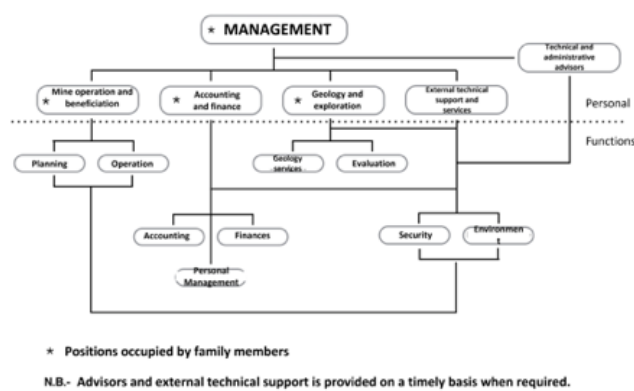 * MANAGEMENT
Technical and
administrative
advisors
* Mine operation and
beneficiation
* Accounting
and finance
* Geology and
exploration
External technical
support and
services
Personal
Functions
Planning
Operation
Geology
services
Evaluation
Accounting
Finances
Security
Environmen
t
Personal
Management
* Positions occupied by family members
N.B.- Advisors and external technical support is provided on a timely basis when required.